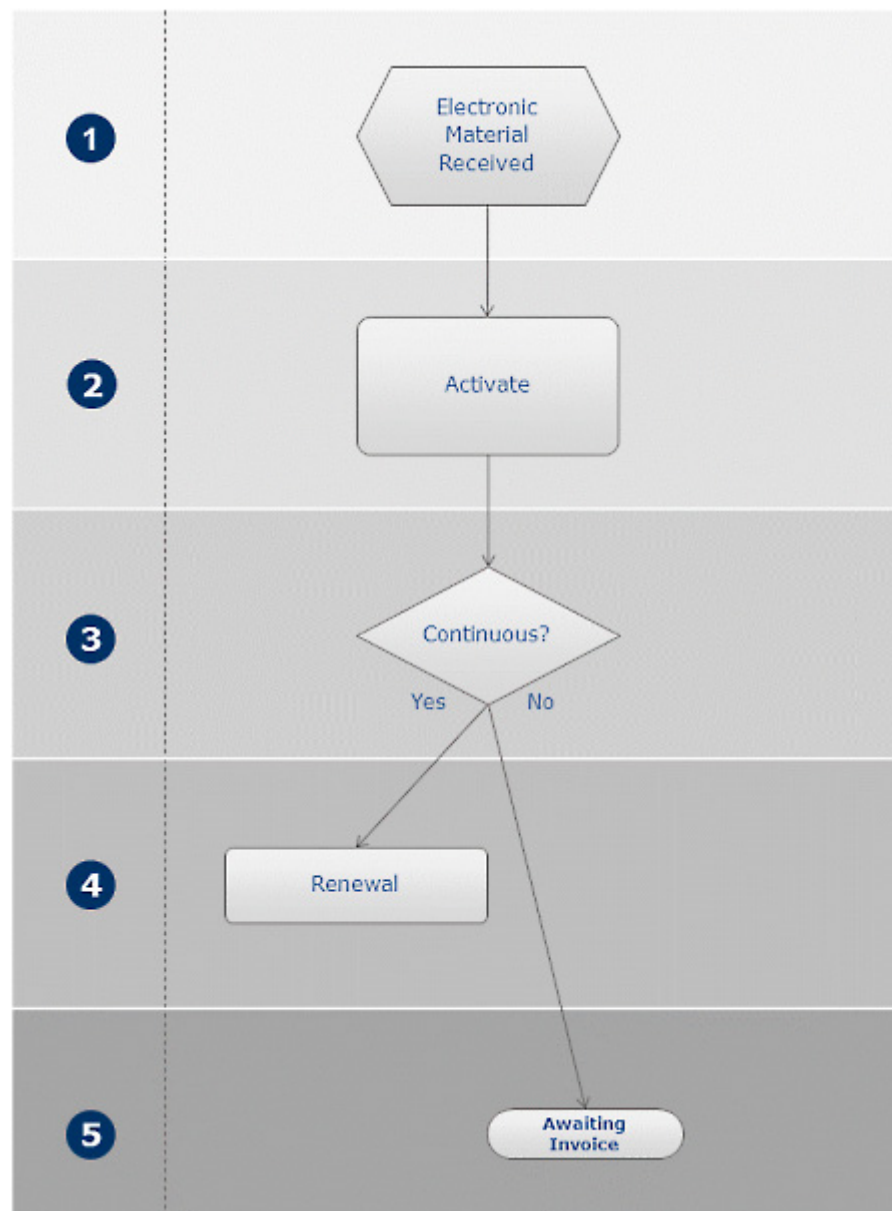 1
Electronic
Material
Received
2
Activate
3
Continuous?
Yes No
4
Renewal
5
Awaiting
Invoice